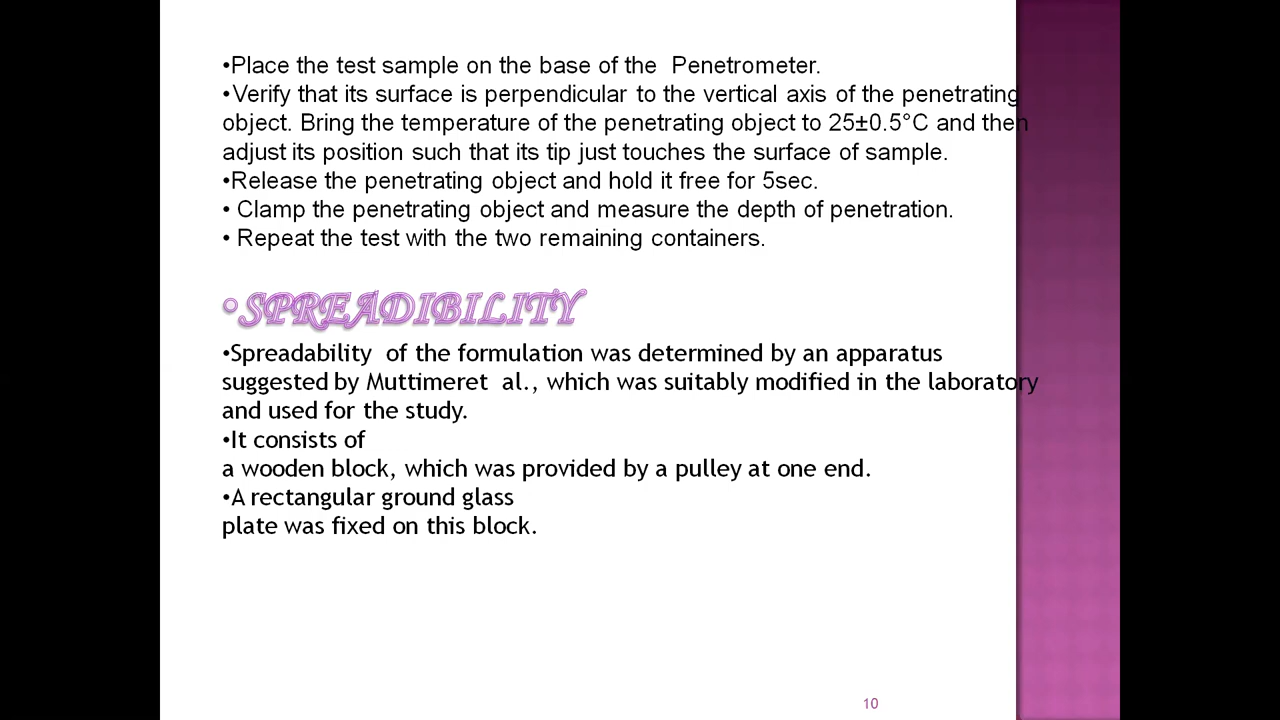 •Place the test sample on the base of the  Penetrometer.
•Verify that its surface is perpendicular to the vertical axis of the penetrating
object. Bring the temperature of the penetrating object to 25±0.5°C and then
adjust its position such that its tip just touches the surface of sample.
•Release the penetrating object and hold it free for 5sec.
• Clamp the penetrating object and measure the depth of penetration.
• Repeat the test with the two remaining containers.
•SPREADIBILITY
•Spreadability  of the formulation was determined by an apparatus
suggested by Muttimeret  al., which was suitably modified in the laboratory
and used for the study.
•It consists of
a wooden block, which was provided by a pulley at one end.
•A rectangular ground glass
plate was fixed on this block.
10